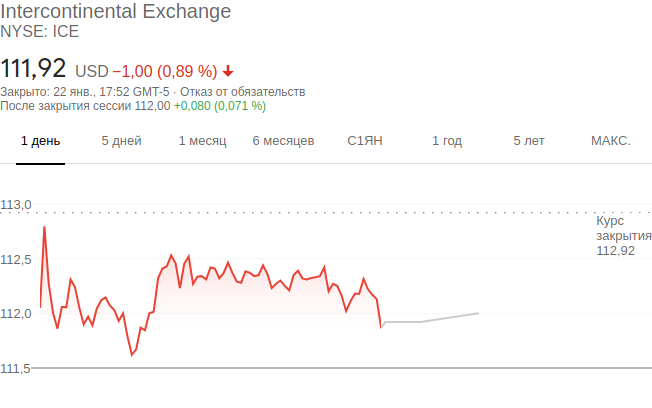 Intercontinental Exchange
NYSE: ICE
111,92 USD −1,00 (0,89 %)
Закрыто: 22 янв., 17:52 GMT-5 · Отказ от обязательств
После закрытия сессии 112,00 +0,080 (0,071 %)
1 день 5 дней 1 месяц 6 месяцев С1ЯН 1 год 5 лет МАКС.
113,0
Курс
закрытия
112,92
112,5
112,0
111,5